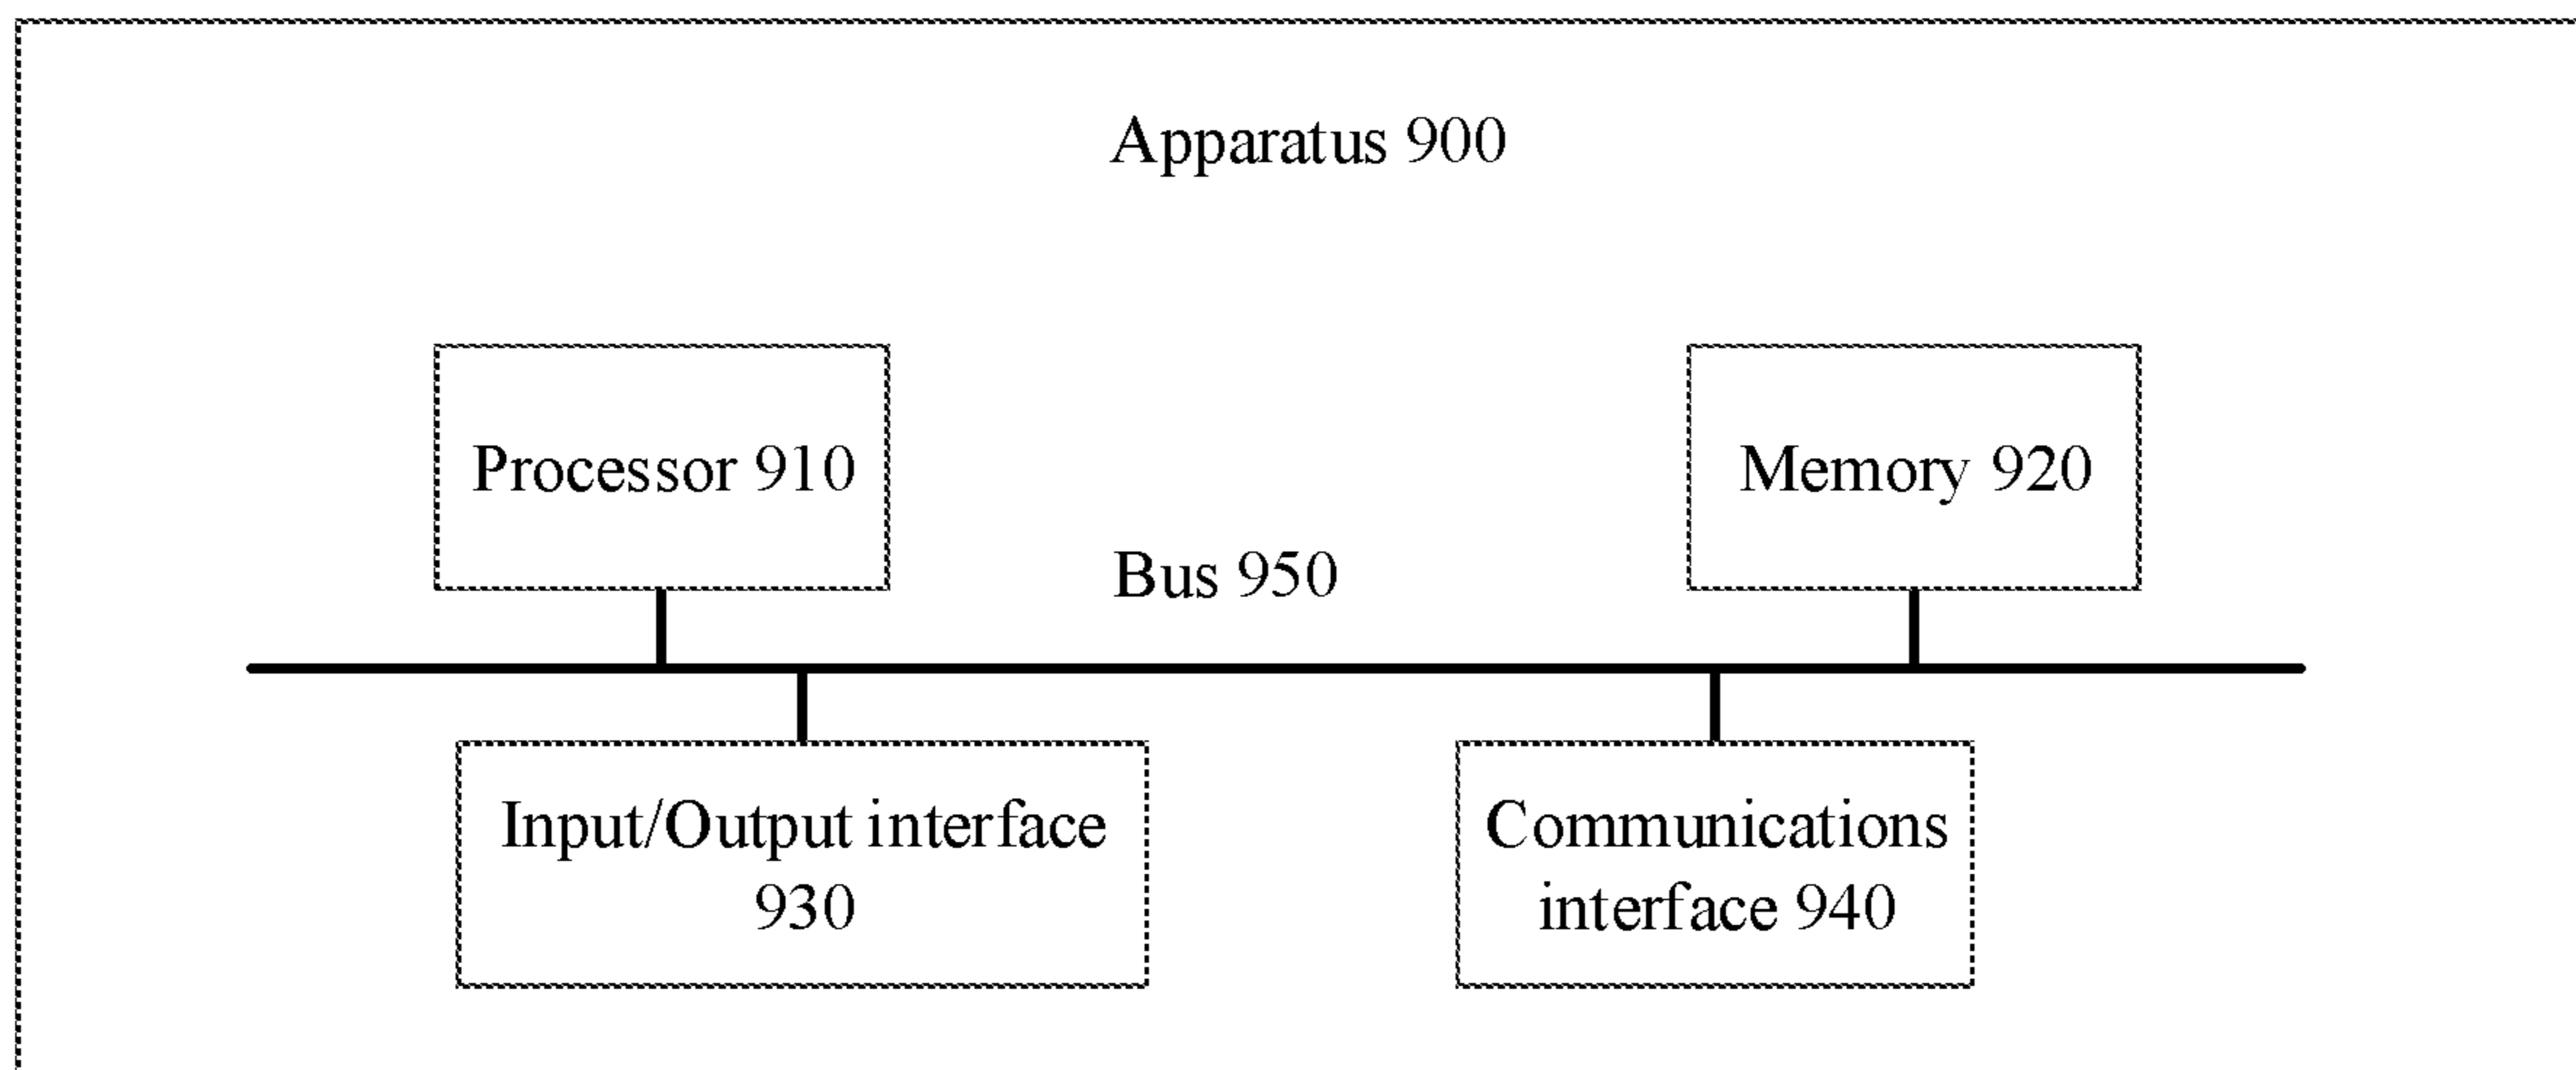 Apparatus 900
Processor 910
Memory 920
Bus 950
Input/Output interface
930
Communications
interface 940